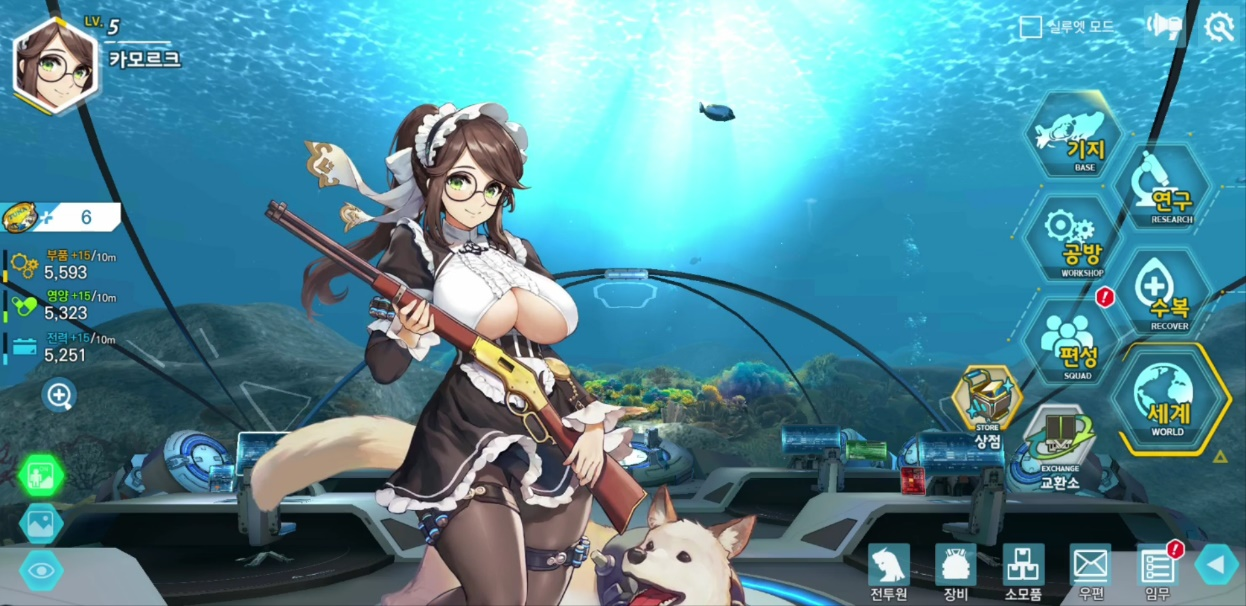 LV. 5
카모르크
실루엣 모드
6
부품 +15/10m
5,593
영양 +15/10m
5,323
전력 +15/10m
5,251
기지
BASE
연구
RESEARCH
공방
WORKSHOP
수복
RECOVER
편성
SQUAD
세계
WORLD
STORE
상점
EXCHANGE
교환소
전투원
장비
소모품
우편
임무